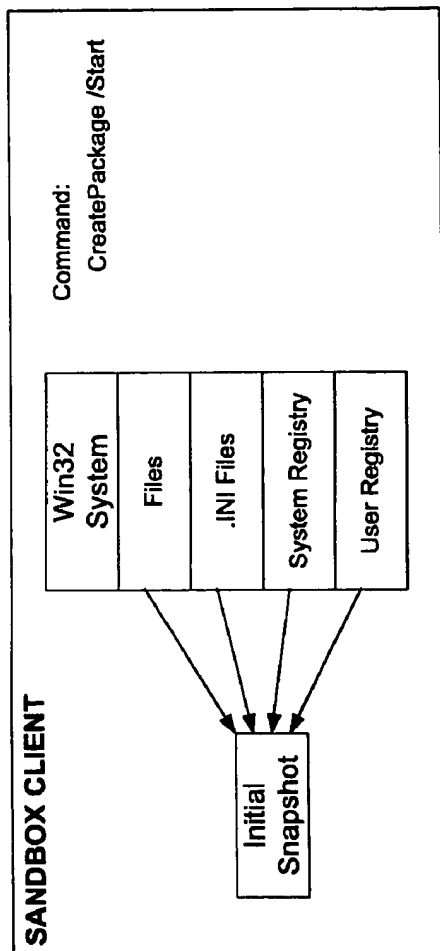 SANDBOX CLIENT
Initial
Snapshot
Win32
System
Files
.INI Files
System Registry
User Registry
Command:
CreatePackage /Start